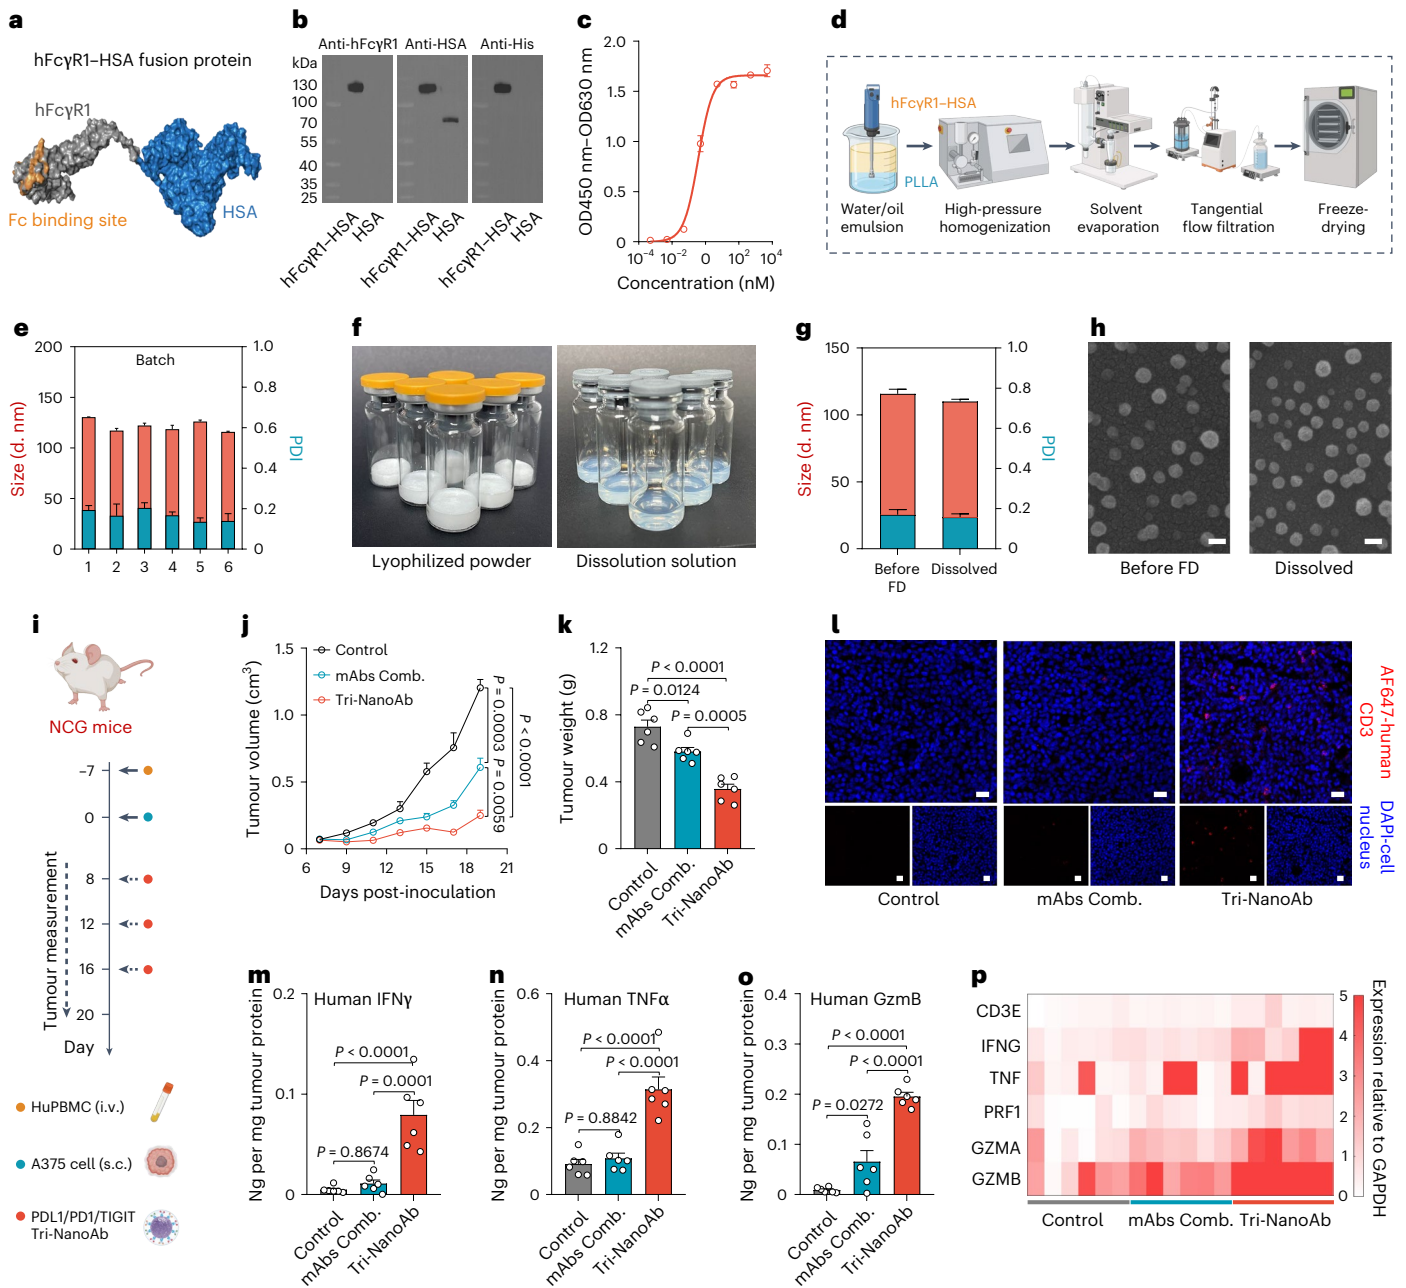 a
hFcγR1–HSA fusion protein
hFcγR1
Fc binding site
HSA
b
Anti-hFcγR1 Anti-HSA Anti-His
kDa
130
100
70
55
40
35
25
hFcγR1–HSA
HSA
hFcγR1–HSA
HSA
hFcγR1–HSA
HSA
c
OD450 nm–OD630 nm
2.0
1.5
1.0
0.5
0
10⁻⁴ 10⁻² 0 10² 10⁴
Concentration (nM)
d
hFcγR1–HSA
PLLA
Water/oil
emulsion
High-pressure
homogenization
Solvent
evaporation
Tangential
flow filtration
Freeze-
drying
e
Batch
Size (d. nm)
200
150
100
50
0
1.0
0.8
0.6
0.4
0.2
0
PDI
1 2 3 4 5 6
f
Lyophilized powder
Dissolution solution
g
Size (d. nm)
150
100
50
0
1.0
0.8
0.6
0.4
0.2
0
PDI
Before
FD
Dissolved
h
Before FD
Dissolved
i
NCG mice
–7
0
8
12
16
20
Tumour measurement
Day
HuPBMC (i.v.)
A375 cell (s.c.)
PDL1/PD1/TIGIT
Tri-NanoAb
j
Tumour volume (cm³)
1.5
1.0
0.5
0
Control
mAbs Comb.
Tri-NanoAb
P = 0.0003
P = 0.0059
P < 0.0001
6 9 12 15 18 21
Days post-inoculation
k
Tumour weight (g)
1.2
0.8
0.4
0
P < 0.0001
P = 0.0124
P = 0.0005
Control
mAbs Comb.
Tri-NanoAb
l
AF647-human
CD3
DAPI-cell
nucleus
Control
mAbs Comb.
Tri-NanoAb
m
Ng per mg tumour protein
Human IFNγ
0.2
0.1
0
P < 0.0001
P = 0.0001
P = 0.8674
Control
mAbs Comb.
Tri-NanoAb
n
Ng per mg tumour protein
Human TNFα
0.6
0.4
0.2
0
P < 0.0001
P < 0.0001
P = 0.8842
Control
mAbs Comb.
Tri-NanoAb
o
Ng per mg tumour protein
Human GzmB
0.4
0.3
0.2
0.1
0
P < 0.0001
P < 0.0001
P = 0.0272
Control
mAbs Comb.
Tri-NanoAb
p
CD3E
IFNG
TNF
PRF1
GZMA
GZMB
Control
mAbs Comb.
Tri-NanoAb
5
4
3
2
1
0
Expression relative to GAPDH